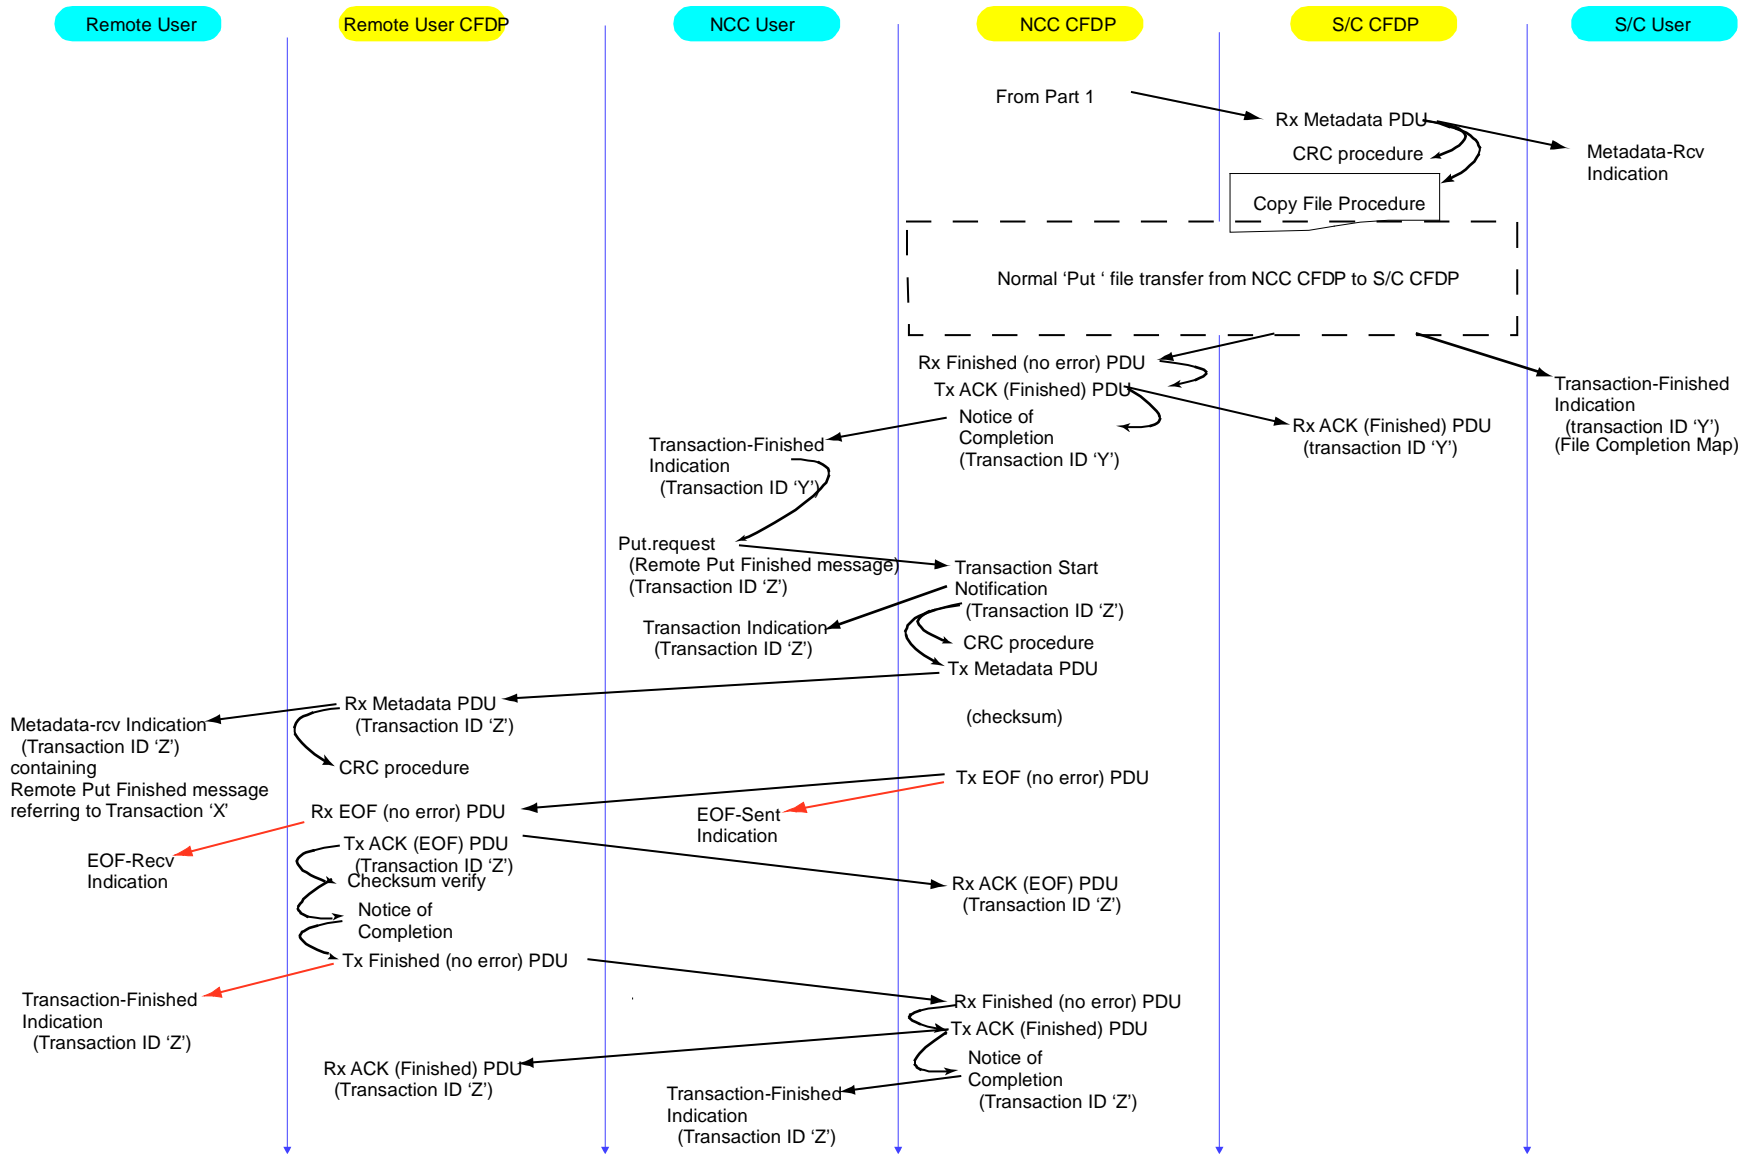 Remote User
Remote User CFDP
NCC User
NCC CFDP
S/C CFDP
S/C User
From Part 1
Rx Metadata PDU
CRC procedure
Metadata-Rcv
Indication
Copy File Procedure
Normal ‘Put ‘ file transfer from NCC CFDP to S/C CFDP
Rx Finished (no error) PDU
Tx ACK (Finished) PDU
Notice of
Completion
(Transaction ID ‘Y’)
Rx ACK (Finished) PDU
(transaction ID ‘Y’)
Transaction-Finished
Indication
(transaction ID ‘Y’)
(File Completion Map)
Transaction-Finished
Indication
(Transaction ID ‘Y’)
Put.request
(Remote Put Finished message)
(Transaction ID ‘Z’)
Transaction Start
Notification
(Transaction ID ‘Z’)
Transaction Indication
(Transaction ID ‘Z’)
CRC procedure
Tx Metadata PDU
Rx Metadata PDU
(Transaction ID ‘Z’)
(checksum)
Metadata-rcv Indication
(Transaction ID ‘Z’)
containing
Remote Put Finished message
referring to Transaction ‘X’
CRC procedure
Tx EOF (no error) PDU
EOF-Sent
Indication
Rx EOF (no error) PDU
EOF-Recv
Indication
Tx ACK (EOF) PDU
(Transaction ID ‘Z’)
Checksum verify
Rx ACK (EOF) PDU
(Transaction ID ‘Z’)
Notice of
Completion
Tx Finished (no error) PDU
Transaction-Finished
Indication
(Transaction ID ‘Z’)
Rx Finished (no error) PDU
Tx ACK (Finished) PDU
Rx ACK (Finished) PDU
(Transaction ID ‘Z’)
Notice of
Completion
(Transaction ID ‘Z’)
Transaction-Finished
Indication
(Transaction ID ‘Z’)